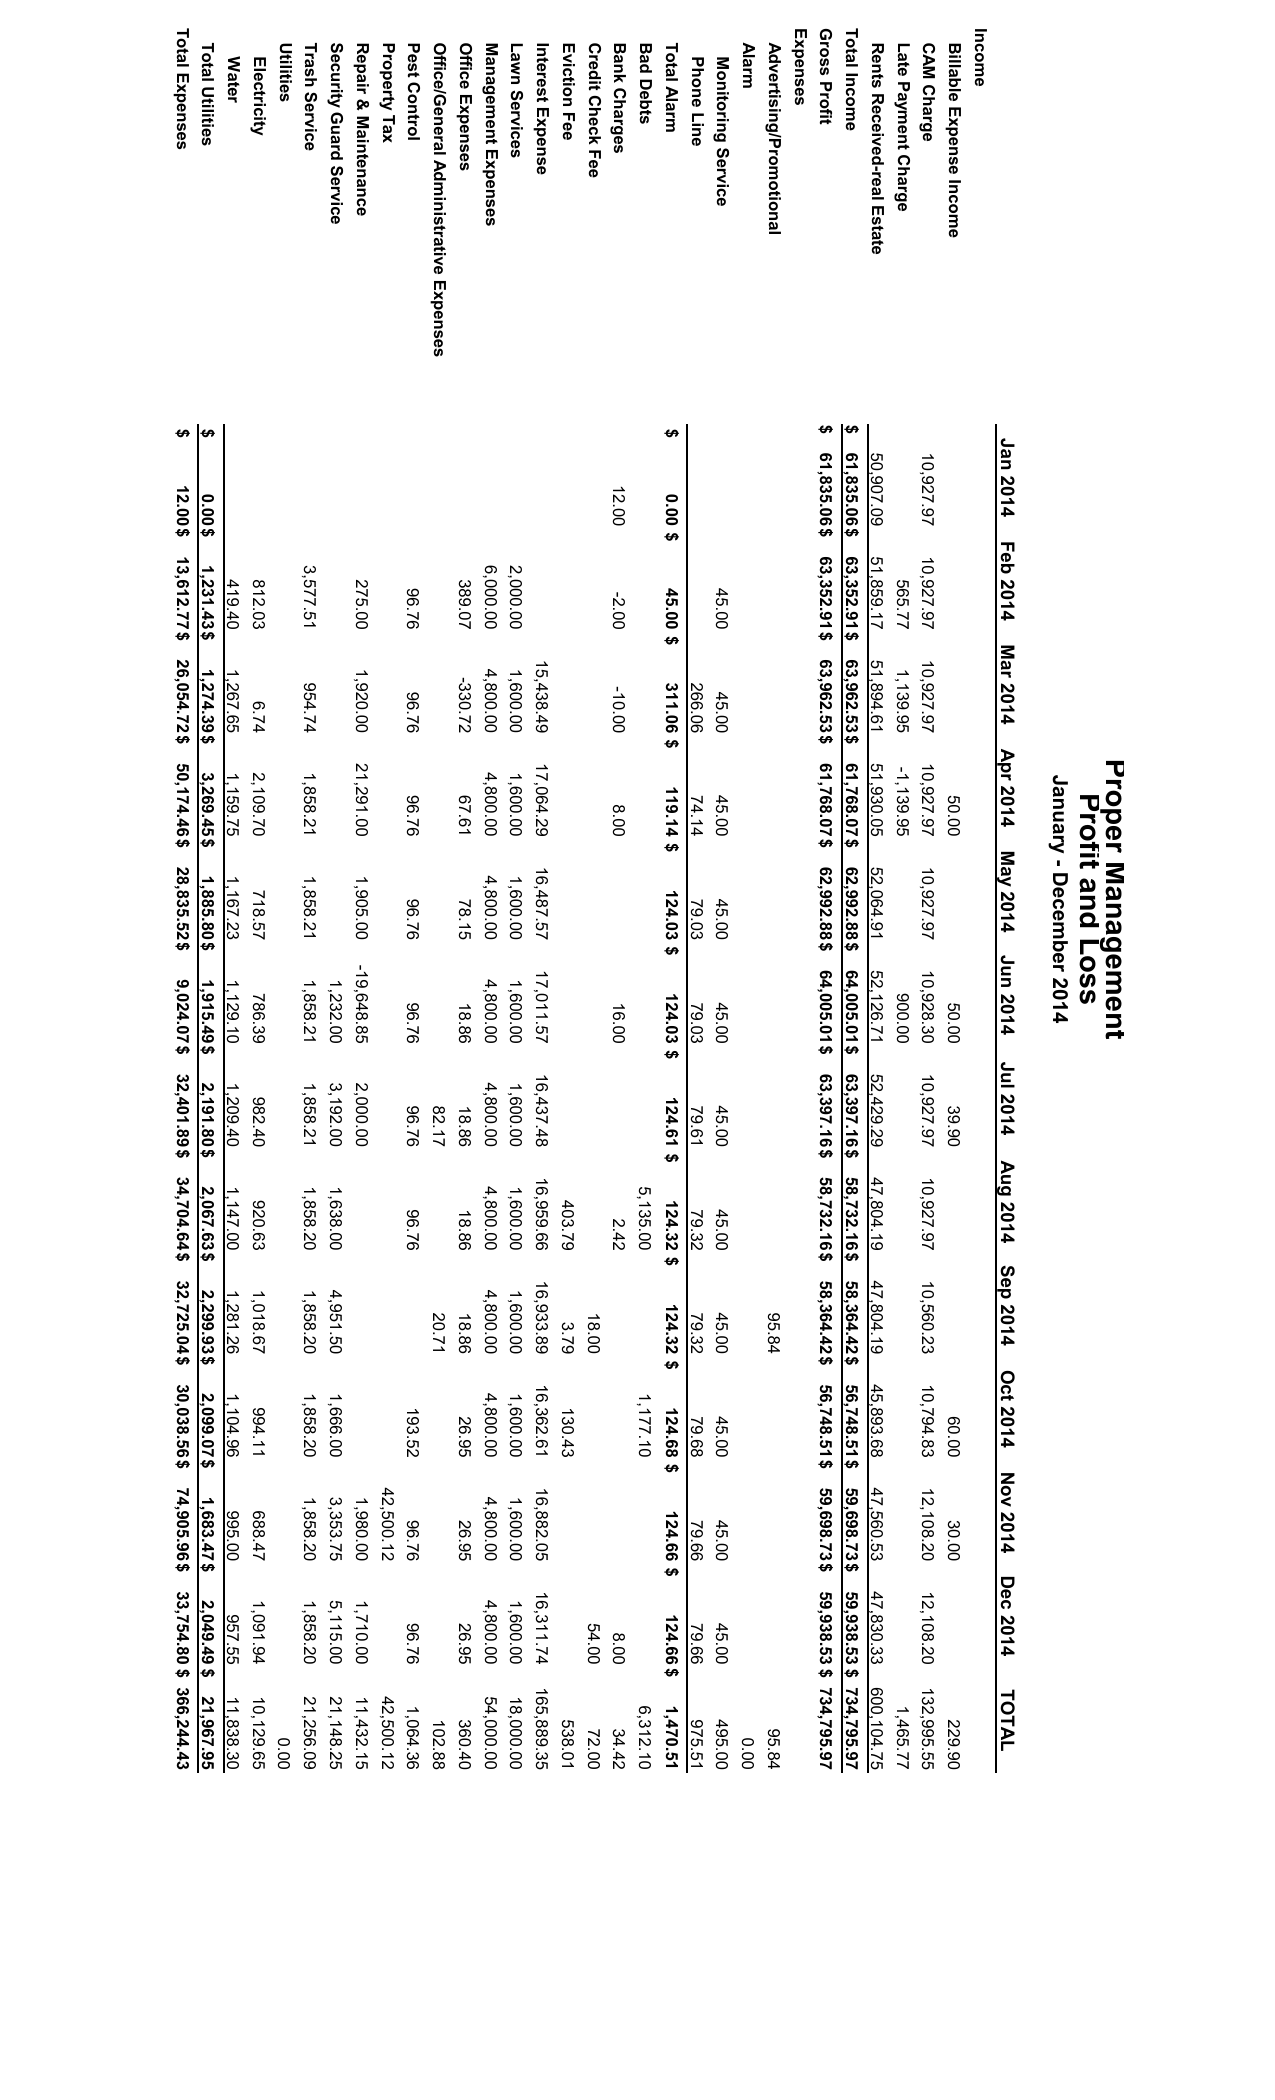 Proper Management
Profit and Loss
January - December 2014
Jan 2014 Feb 2014 Mar 2014 Apr 2014 May 2014 Jun 2014 Jul 2014 Aug 2014 Sep 2014 Oct 2014 Nov 2014 Dec 2014 TOTAL
Income
Billable Expense Income 50.00 50.00 39.90 60.00 30.00 229.90
CAM Charge 10,927.97 10,927.97 10,927.97 10,927.97 10,927.97 10,928.30 10,927.97 10,927.97 10,560.23 10,794.83 12,108.20 12,108.20 132,995.55
Late Payment Charge 565.77 1,139.95 -1,139.95 900.00 1,465.77
Rents Received-real Estate 50,907.09 51,859.17 51,894.61 51,930.05 52,064.91 52,126.71 52,429.29 47,804.19 47,804.19 45,893.68 47,560.53 47,830.33 600,104.75
Total Income $ 61,835.06 $ 63,352.91 $ 63,962.53 $ 61,768.07 $ 62,992.88 $ 64,005.01 $ 63,397.16 $ 58,732.16 $ 58,364.42 $ 56,748.51 $ 59,698.73 $ 59,938.53 $ 734,795.97
Gross Profit $ 61,835.06 $ 63,352.91 $ 63,962.53 $ 61,768.07 $ 62,992.88 $ 64,005.01 $ 63,397.16 $ 58,732.16 $ 58,364.42 $ 56,748.51 $ 59,698.73 $ 59,938.53 $ 734,795.97
Expenses
Advertising/Promotional 95.84 95.84
Alarm 0.00
Monitoring Service 45.00 45.00 45.00 45.00 45.00 45.00 45.00 45.00 45.00 45.00 45.00 495.00
Phone Line 266.06 74.14 79.03 79.03 79.61 79.32 79.32 79.68 79.66 79.66 975.51
Total Alarm $ 0.00 $ 45.00 $ 311.06 $ 119.14 $ 124.03 $ 124.03 $ 124.61 $ 124.32 $ 124.32 $ 124.68 $ 124.66 $ 124.66 $ 1,470.51
Bad Debts 5,135.00 1,177.10 6,312.10
Bank Charges 12.00 -2.00 -10.00 8.00 16.00 2.42 8.00 34.42
Credit Check Fee 18.00 54.00 72.00
Eviction Fee 403.79 3.79 130.43 538.01
Interest Expense 15,438.49 17,064.29 16,487.57 17,011.57 16,437.48 16,959.66 16,933.89 16,362.61 16,882.05 16,311.74 165,889.35
Lawn Services 2,000.00 1,600.00 1,600.00 1,600.00 1,600.00 1,600.00 1,600.00 1,600.00 1,600.00 1,600.00 1,600.00 18,000.00
Management Expenses 6,000.00 4,800.00 4,800.00 4,800.00 4,800.00 4,800.00 4,800.00 4,800.00 4,800.00 4,800.00 4,800.00 54,000.00
Office Expenses 389.07 -330.72 67.61 78.15 18.86 18.86 18.86 18.86 26.95 26.95 26.95 360.40
Office/General Administrative Expenses 82.17 20.71 102.88
Pest Control 96.76 96.76 96.76 96.76 96.76 96.76 96.76 193.52 96.76 96.76 1,064.36
Property Tax 42,500.12 42,500.12
Repair & Maintenance 275.00 1,920.00 21,291.00 1,905.00 -19,648.85 2,000.00 1,980.00 1,710.00 11,432.15
Security Guard Service 1,232.00 3,192.00 1,638.00 4,951.50 1,666.00 3,353.75 5,115.00 21,148.25
Trash Service 3,577.51 954.74 1,858.21 1,858.21 1,858.21 1,858.21 1,858.20 1,858.20 1,858.20 1,858.20 1,858.20 21,256.09
Utilities 0.00
Electricity 812.03 6.74 2,109.70 718.57 786.39 982.40 920.63 1,018.67 994.11 688.47 1,091.94 10,129.65
Water 419.40 1,267.65 1,159.75 1,167.23 1,129.10 1,209.40 1,147.00 1,281.26 1,104.96 995.00 957.55 11,838.30
Total Utilities $ 0.00 $ 1,231.43 $ 1,274.39 $ 3,269.45 $ 1,885.80 $ 1,915.49 $ 2,191.80 $ 2,067.63 $ 2,299.93 $ 2,099.07 $ 1,683.47 $ 2,049.49 $ 21,967.95
Total Expenses $ 12.00 $ 13,612.77 $ 26,054.72 $ 50,174.46 $ 28,835.52 $ 9,024.07 $ 32,401.89 $ 34,704.64 $ 32,725.04 $ 30,038.56 $ 74,905.96 $ 33,754.80 $ 366,244.43